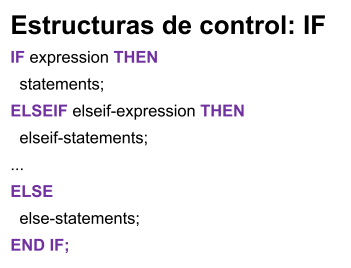 Estructuras de control: IF
IF expression THEN
statements;
ELSEIF elseif-expression THEN
elseif-statements;
...
ELSE
else-statements;
END IF;